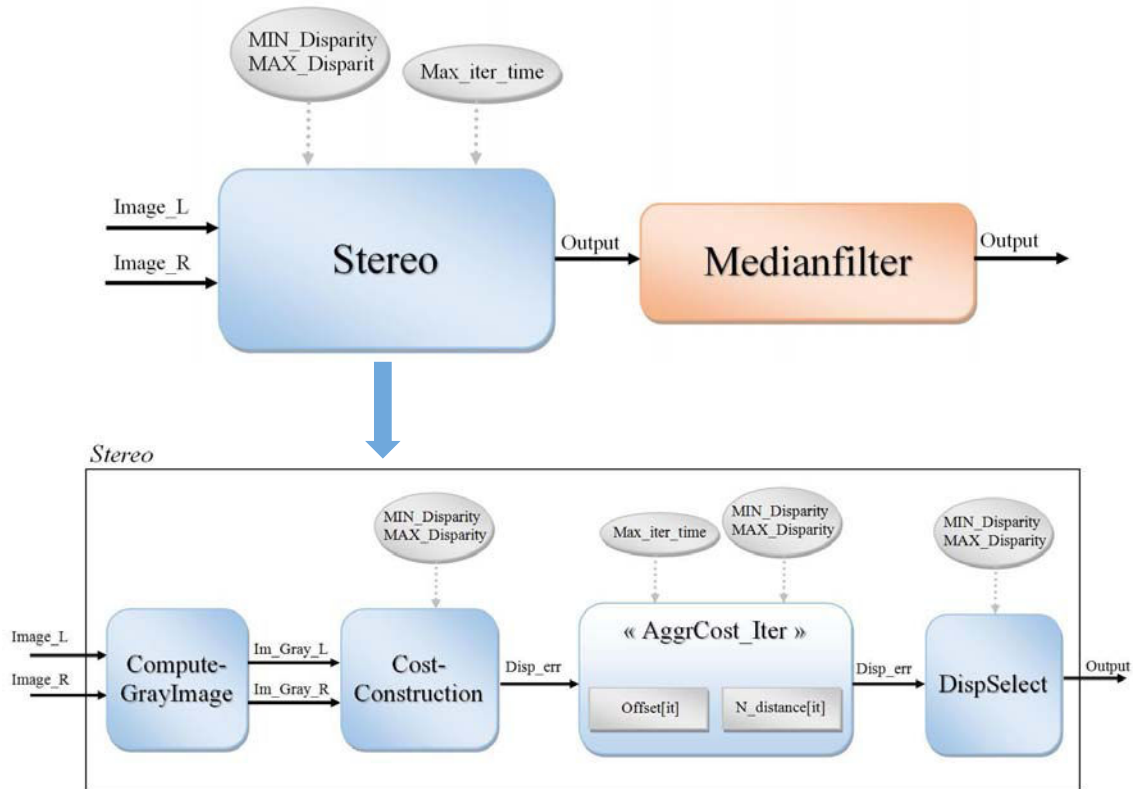 MIN_Disparity
MAX_Disparit
Max_iter_time
Image_L
Image_R
Stereo
Output
Medianfilter
Output
Stereo
MIN_Disparity
MAX_Disparity
Max_iter_time
MIN_Disparity
MAX_Disparity
MIN_Disparity
MAX_Disparity
Image_L
Image_R
Compute-
GrayImage
Im_Gray_L
Im_Gray_R
Cost-
Construction
Disp_err
« AggrCost_Iter »
Offset[it]
N_distance[it]
Disp_err
DispSelect
Output